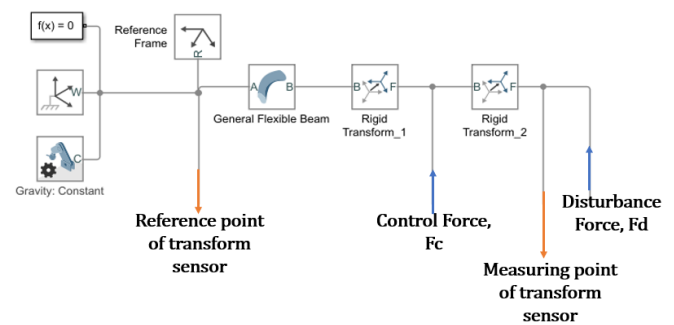 f(x) = 0
Reference
Frame
R
W
C
Gravity: Constant
A
B
General Flexible Beam
B
F
Rigid
Transform_1
B
F
Rigid
Transform_2
Reference point
of transform
sensor
Control Force,
Fc
Disturbance
Force, Fd
Measuring point
of transform
sensor